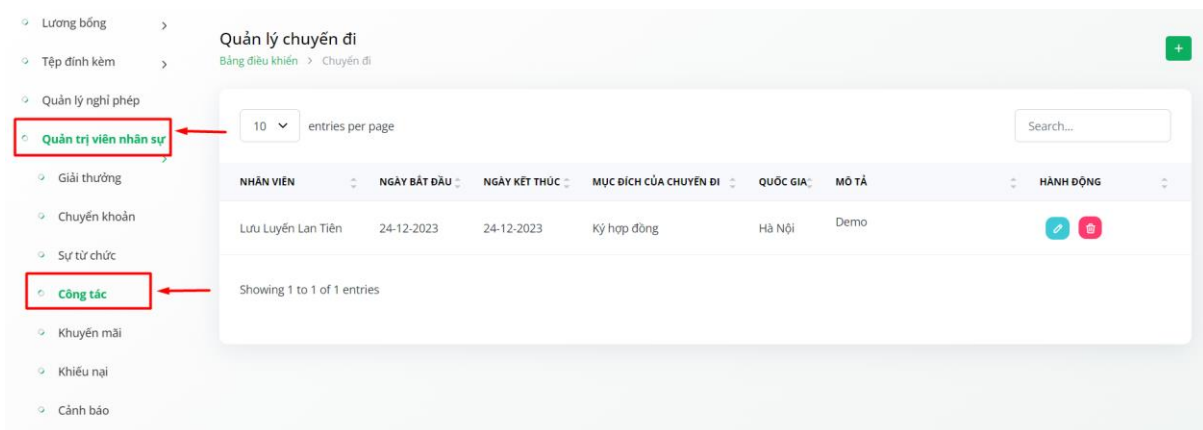 Lương bổng
Tệp đính kèm
Quản lý nghỉ phép
Quản trị viên nhân sự
Giải thưởng
Chuyển khoản
Sự từ chức
Công tác
Khuyến mãi
Khiếu nại
Cảnh báo
Quản lý chuyến đi
Bảng điều khiển > Chuyến đi
+
10 entries per page
Search...
NHÂN VIÊN NGÀY BẮT ĐẦU NGÀY KẾT THÚC MỤC ĐÍCH CỦA CHUYẾN ĐI QUỐC GIA MÔ TẢ HÀNH ĐỘNG
Lưu Luyến Lan Tiên 24-12-2023 24-12-2023 Ký hợp đồng Hà Nội Demo
Showing 1 to 1 of 1 entries